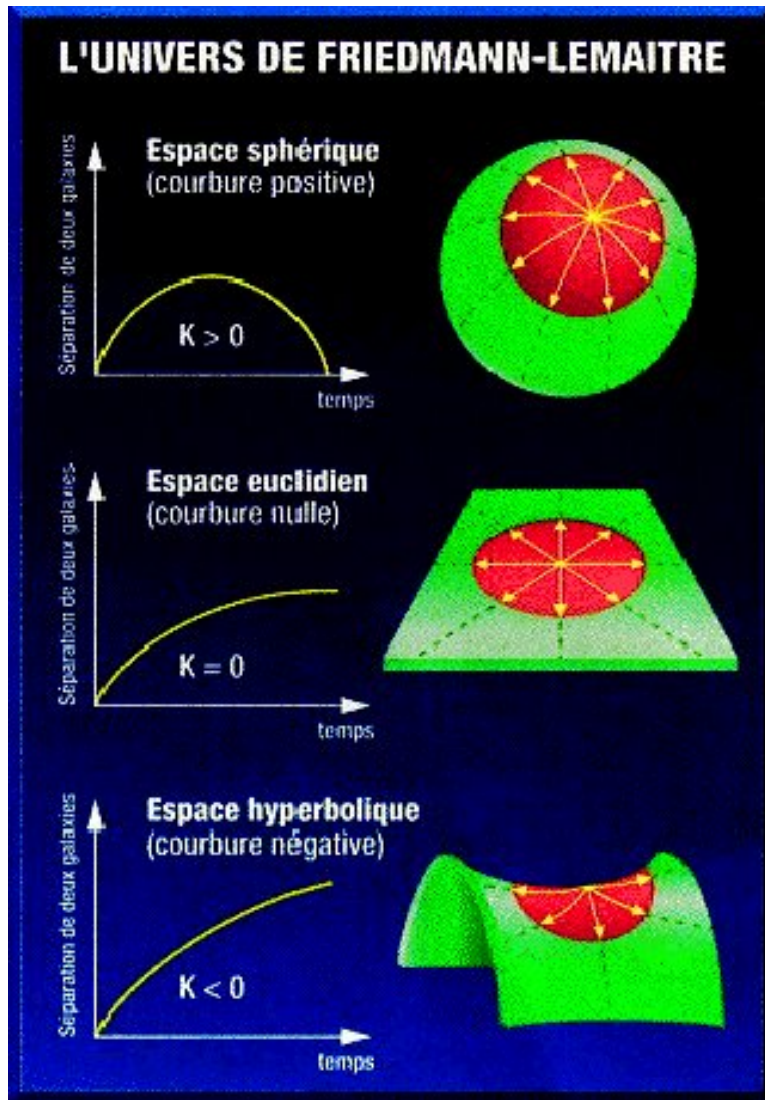 L'UNIVERS DE FRIEDMANN-LEMAITRE
Séparation de deux galaxies
Espace sphérique
(courbure positive)
K > 0
temps
Séparation de deux galaxies
Espace euclidien
(courbure nulle)
K = 0
temps
Séparation de deux galaxies
Espace hyperbolique
(courbure négative)
K < 0
temps